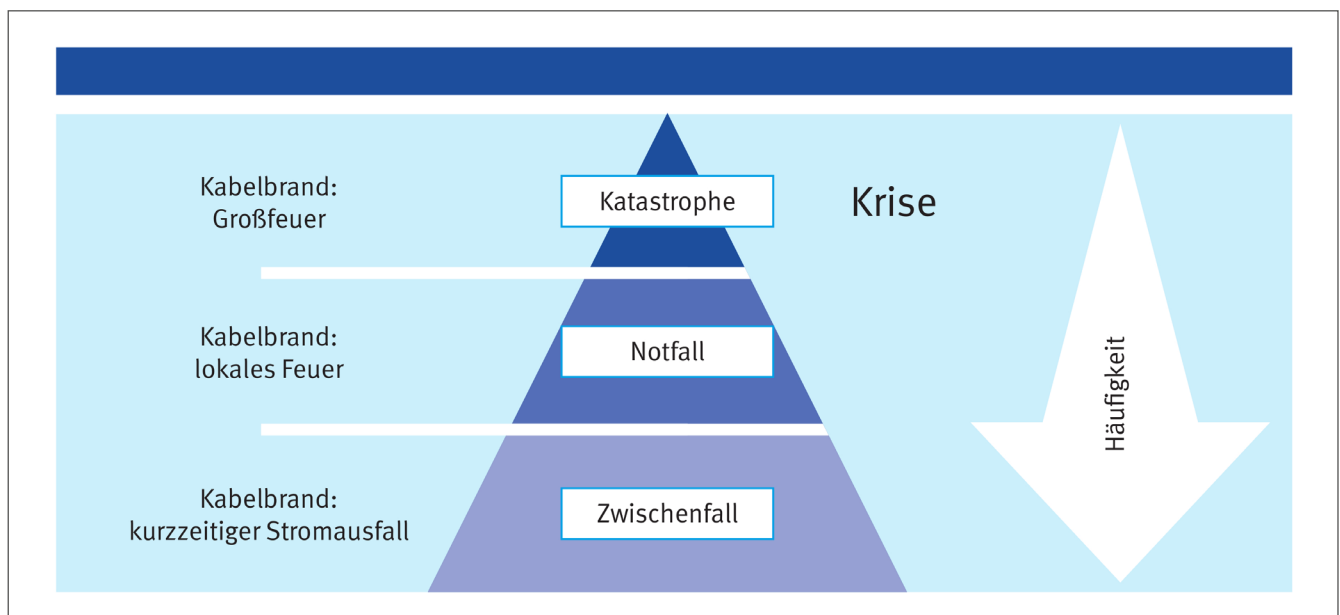 Kabelbrand:
Großfeuer
Katastrophe
Krise
Kabelbrand:
lokales Feuer
Notfall
Häufigkeit
Kabelbrand:
kurzzeitiger Stromausfall
Zwischenfall